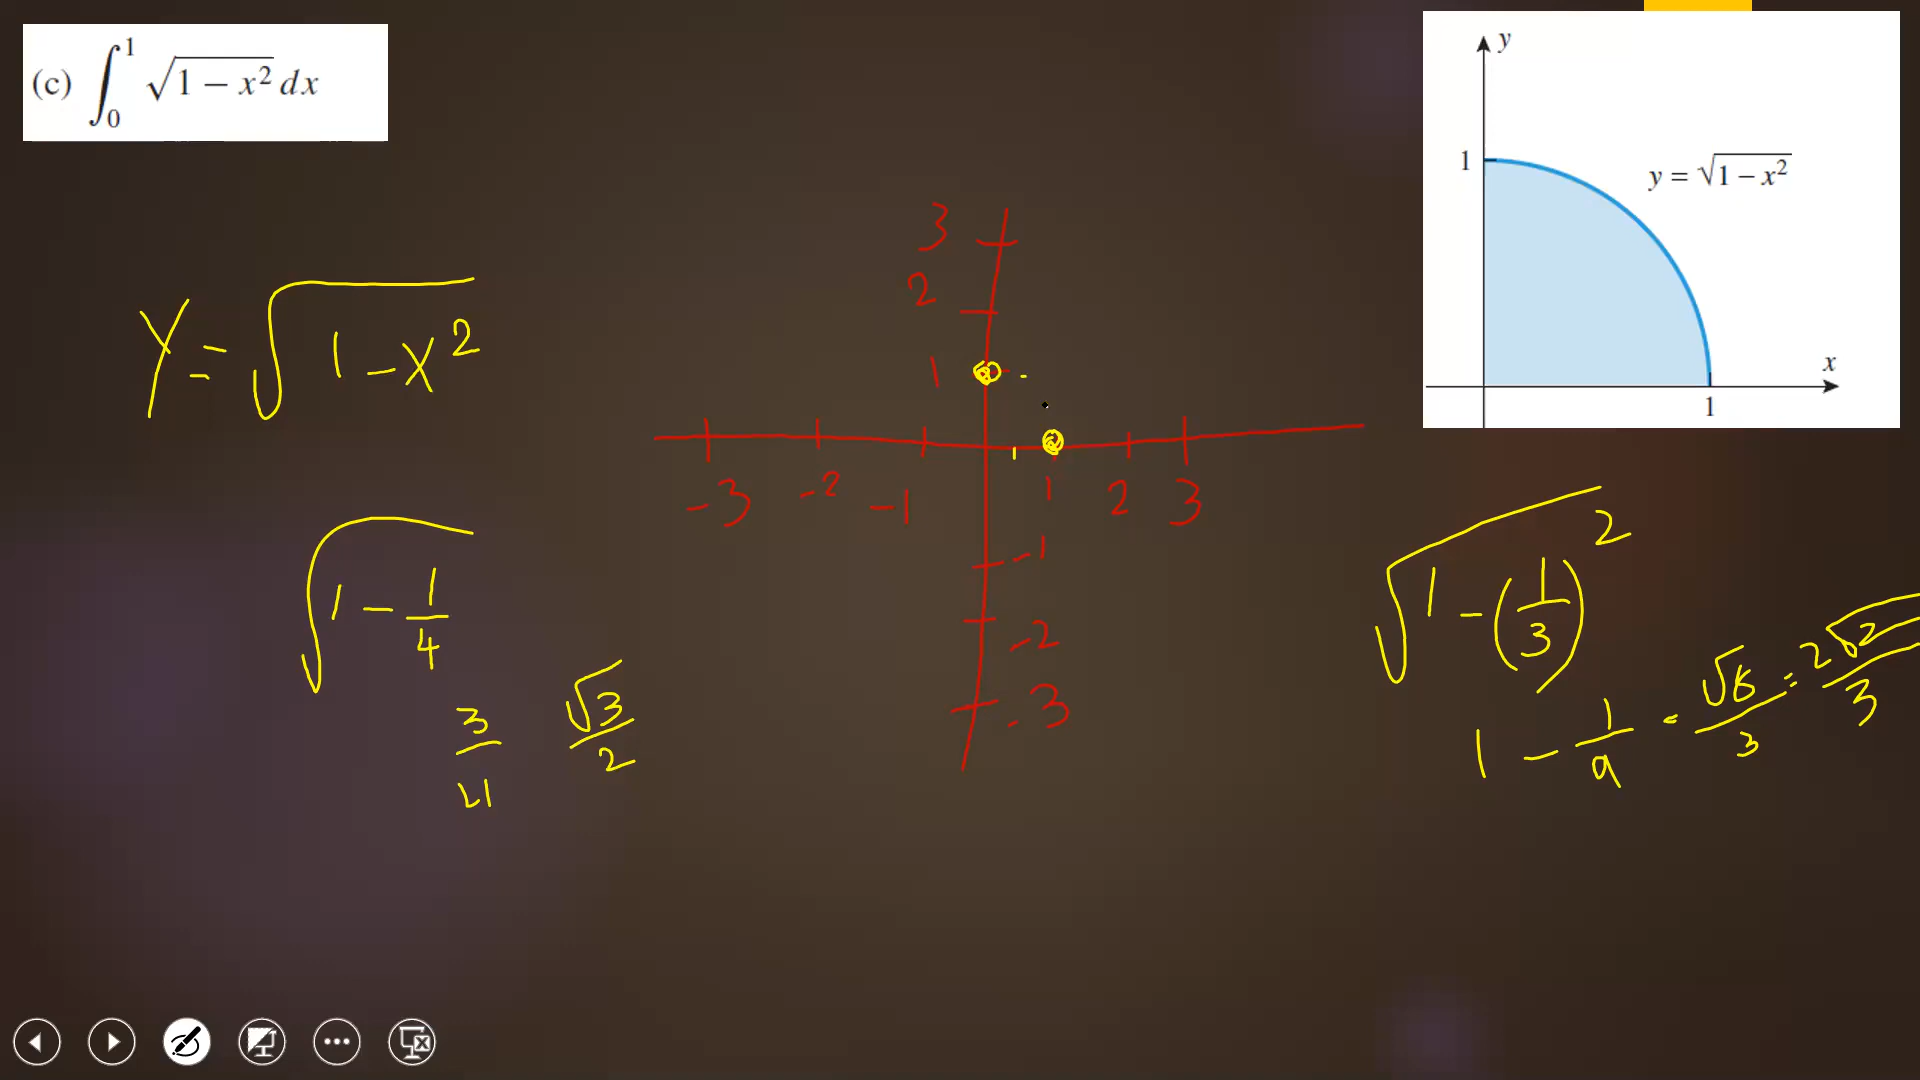 (c) ∫₀¹ √(1 − x²) dx
y
1
y = √(1 − x²)
x
1
Y = √(1 − x²)
3
2
1
-3 -2 -1 1 2 3
-1
-2
-3
√(1 − 1/4)
3/4 √3/2
√(1 − (1/3)²)
1 − 1/9 = √8/3 = 2√2/3